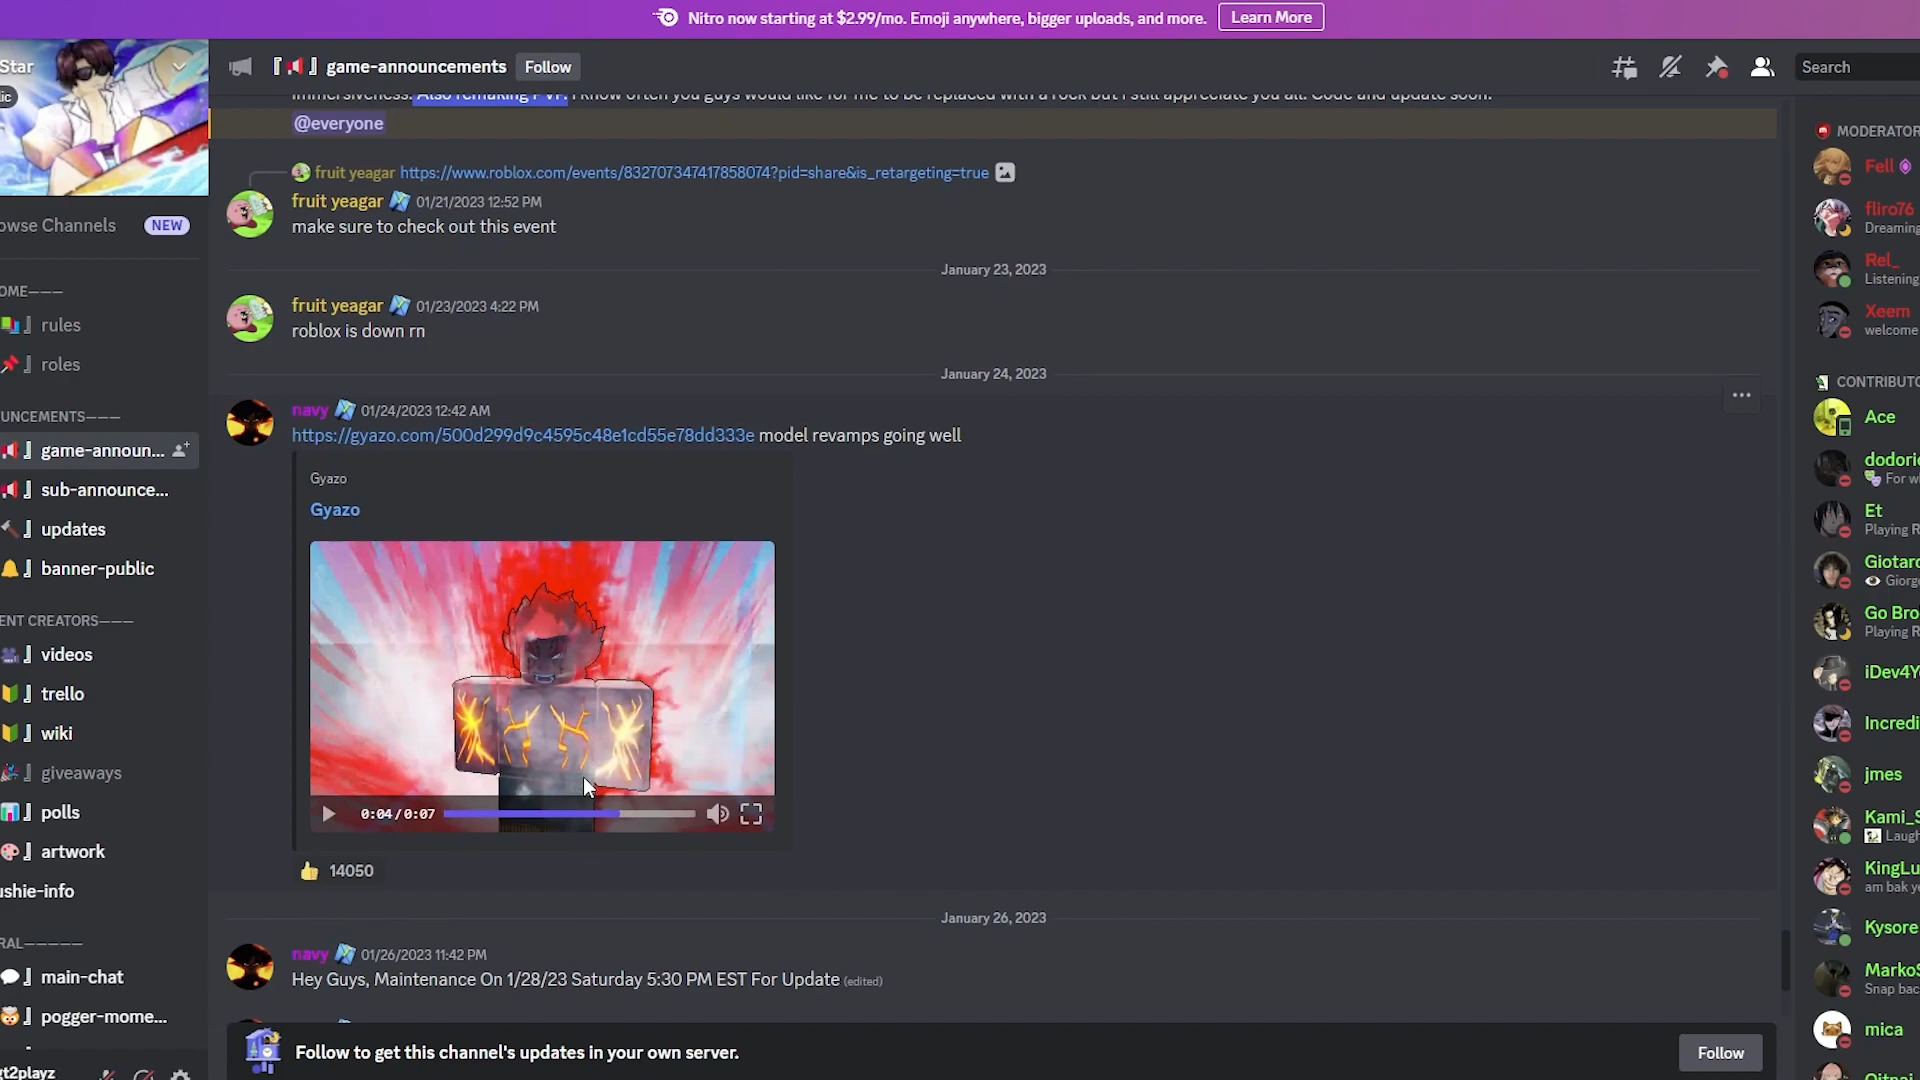 Nitro now starting at $2.99/mo. Emoji anywhere, bigger uploads, and more. Learn More
Star
ic
owse Channels NEW
OME———
rules
roles
UNCEMENTS———
game-announ...
sub-announce...
updates
banner-public
ENT CREATORS———
videos
trello
wiki
giveaways
polls
artwork
ushie-info
RAL—————
main-chat
pogger-mome...
gt2playz
game-announcements Follow
immersiveness. Also remaking PVP. I know often you guys would like for me to be replaced with a rock but i still appreciate you all. Code and update soon.
@everyone
fruit yeagar https://www.roblox.com/events/832707347417858074?pid=share&is_retargeting=true
fruit yeagar 01/21/2023 12:52 PM
make sure to check out this event
January 23, 2023
fruit yeagar 01/23/2023 4:22 PM
roblox is down rn
January 24, 2023
navy 01/24/2023 12:42 AM
https://gyazo.com/500d299d9c4595c48e1cd55e78dd333e model revamps going well
Gyazo
Gyazo
0:04/0:07
14050
January 26, 2023
navy 01/26/2023 11:42 PM
Hey Guys, Maintenance On 1/28/23 Saturday 5:30 PM EST For Update (edited)
Follow to get this channel's updates in your own server.
Follow
Search
MODERATOR
Fell
fliro76
Dreaming
Rel_
Listening
Xeem
welcome
CONTRIBUTO
Ace
dodorio
For w
Et
Playing R
Giotaro
Giorg
Go Bro
Playing R
iDev4Y
Incredi
jmes
Kami_S
Laugh
KingLu
am bak ye
Kysore
MarkoS
Snap bac
mica